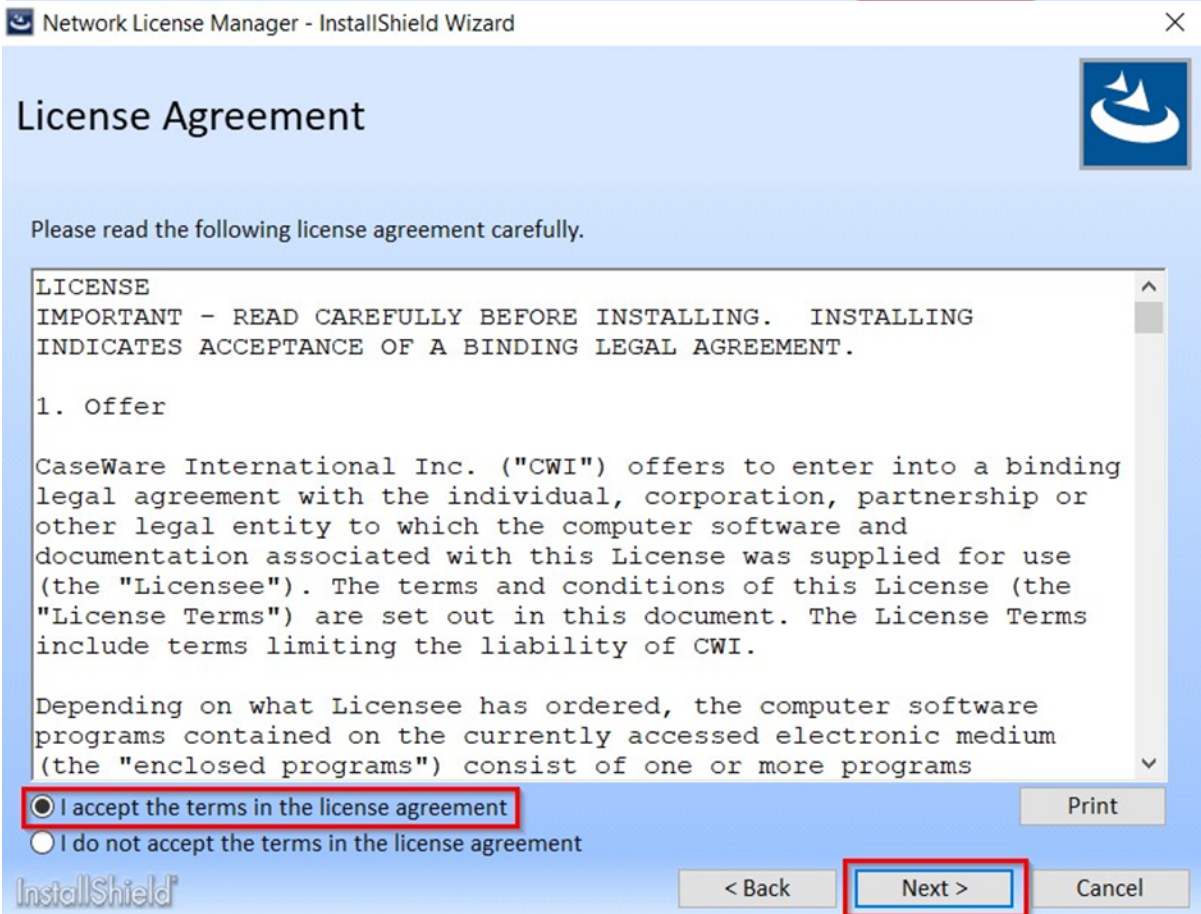 Network License Manager - InstallShield Wizard
License Agreement
Please read the following license agreement carefully.
LICENSE
IMPORTANT - READ CAREFULLY BEFORE INSTALLING.  INSTALLING
INDICATES ACCEPTANCE OF A BINDING LEGAL AGREEMENT.
1. Offer
CaseWare International Inc. ("CWI") offers to enter into a binding
legal agreement with the individual, corporation, partnership or
other legal entity to which the computer software and
documentation associated with this License was supplied for use
(the "Licensee"). The terms and conditions of this License (the
"License Terms") are set out in this document. The License Terms
include terms limiting the liability of CWI.
Depending on what Licensee has ordered, the computer software
programs contained on the currently accessed electronic medium
(the "enclosed programs") consist of one or more programs
I accept the terms in the license agreement
Print
I do not accept the terms in the license agreement
InstallShield
< Back
Next >
Cancel